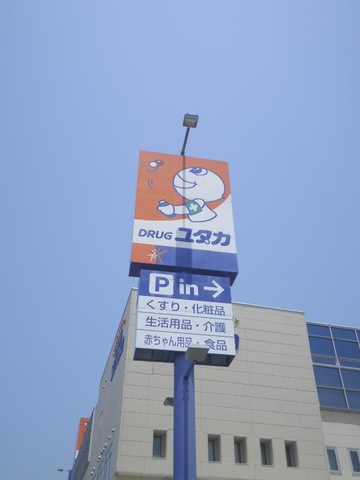 DRUG ユタカ
P in →
くすり・化粧品
生活用品・介護
赤ちゃん用品・食品